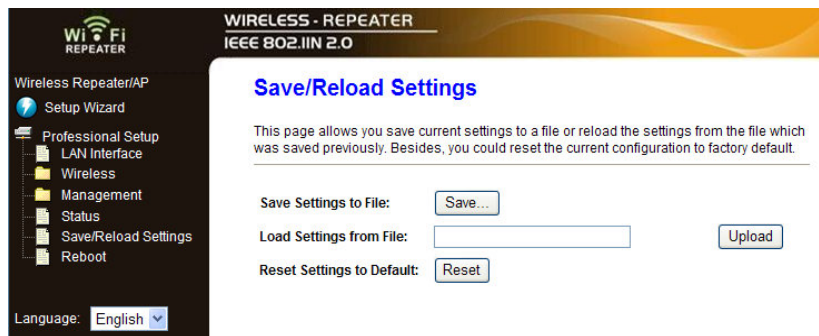 Wi Fi
REPEATER
WIRELESS - REPEATER
IEEE 802.11N 2.0
Wireless Repeater/AP
Setup Wizard
Professional Setup
LAN Interface
Wireless
Management
Status
Save/Reload Settings
Reboot
Language: English
Save/Reload Settings
This page allows you save current settings to a file or reload the settings from the file which
was saved previously. Besides, you could reset the current configuration to factory default.
Save Settings to File: Save...
Load Settings from File: Upload
Reset Settings to Default: Reset